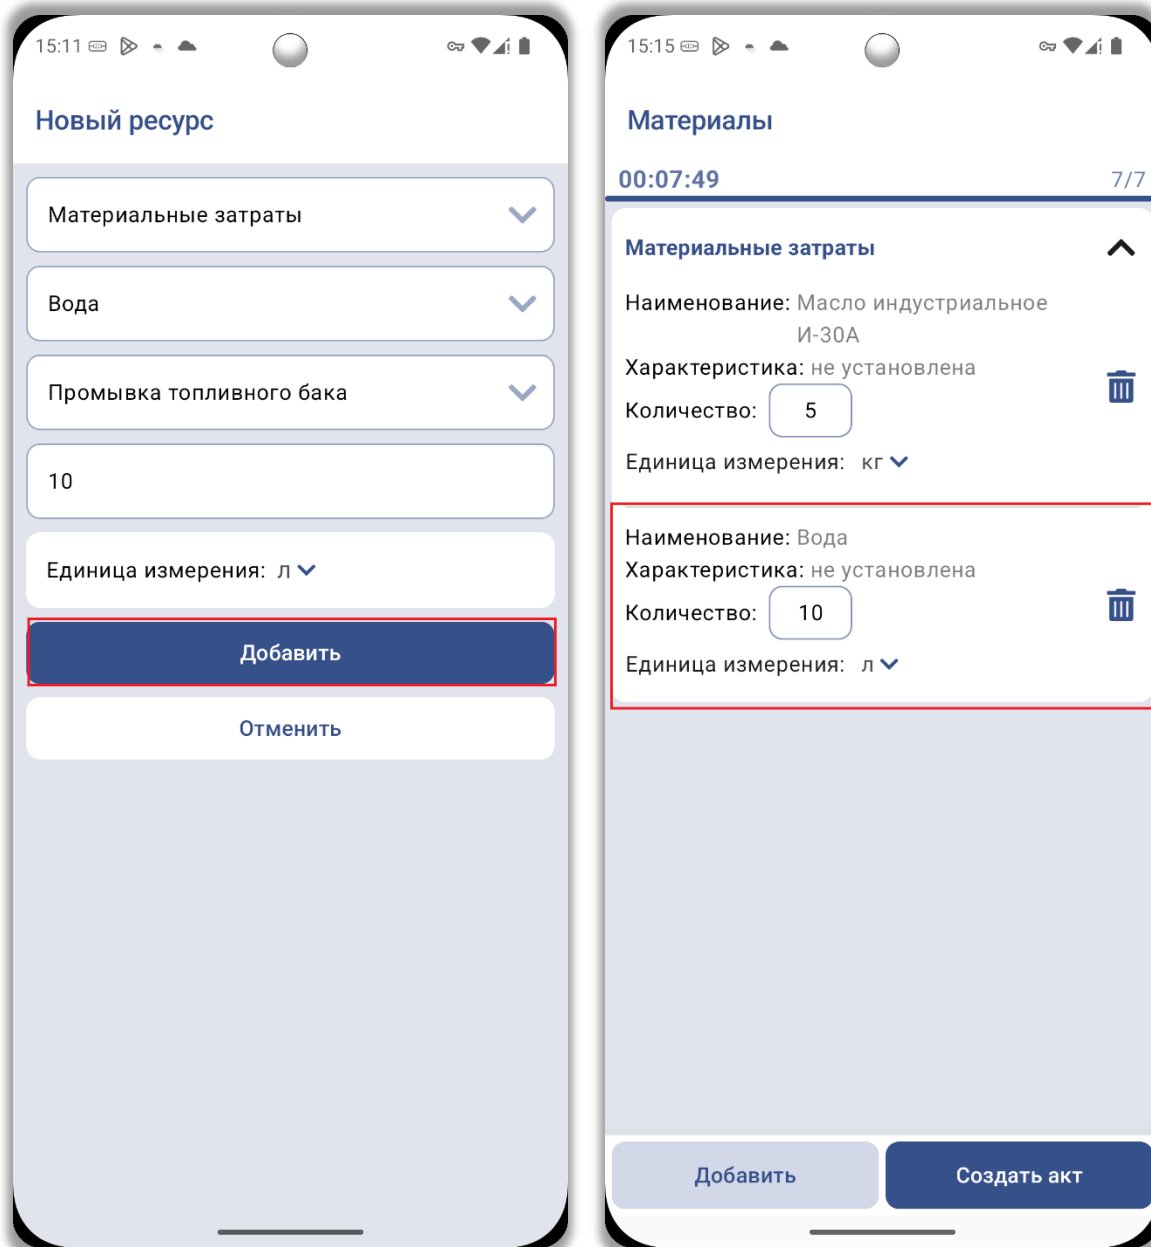 15:11
Новый ресурс
Материальные затраты
Вода
Промывка топливного бака
10
Единица измерения: л
Добавить
Отменить
15:15
Материалы
00:07:49 7/7
Материальные затраты
Наименование: Масло индустриальное
И-30А
Характеристика: не установлена
Количество: 5
Единица измерения: кг
Наименование: Вода
Характеристика: не установлена
Количество: 10
Единица измерения: л
Добавить Создать акт